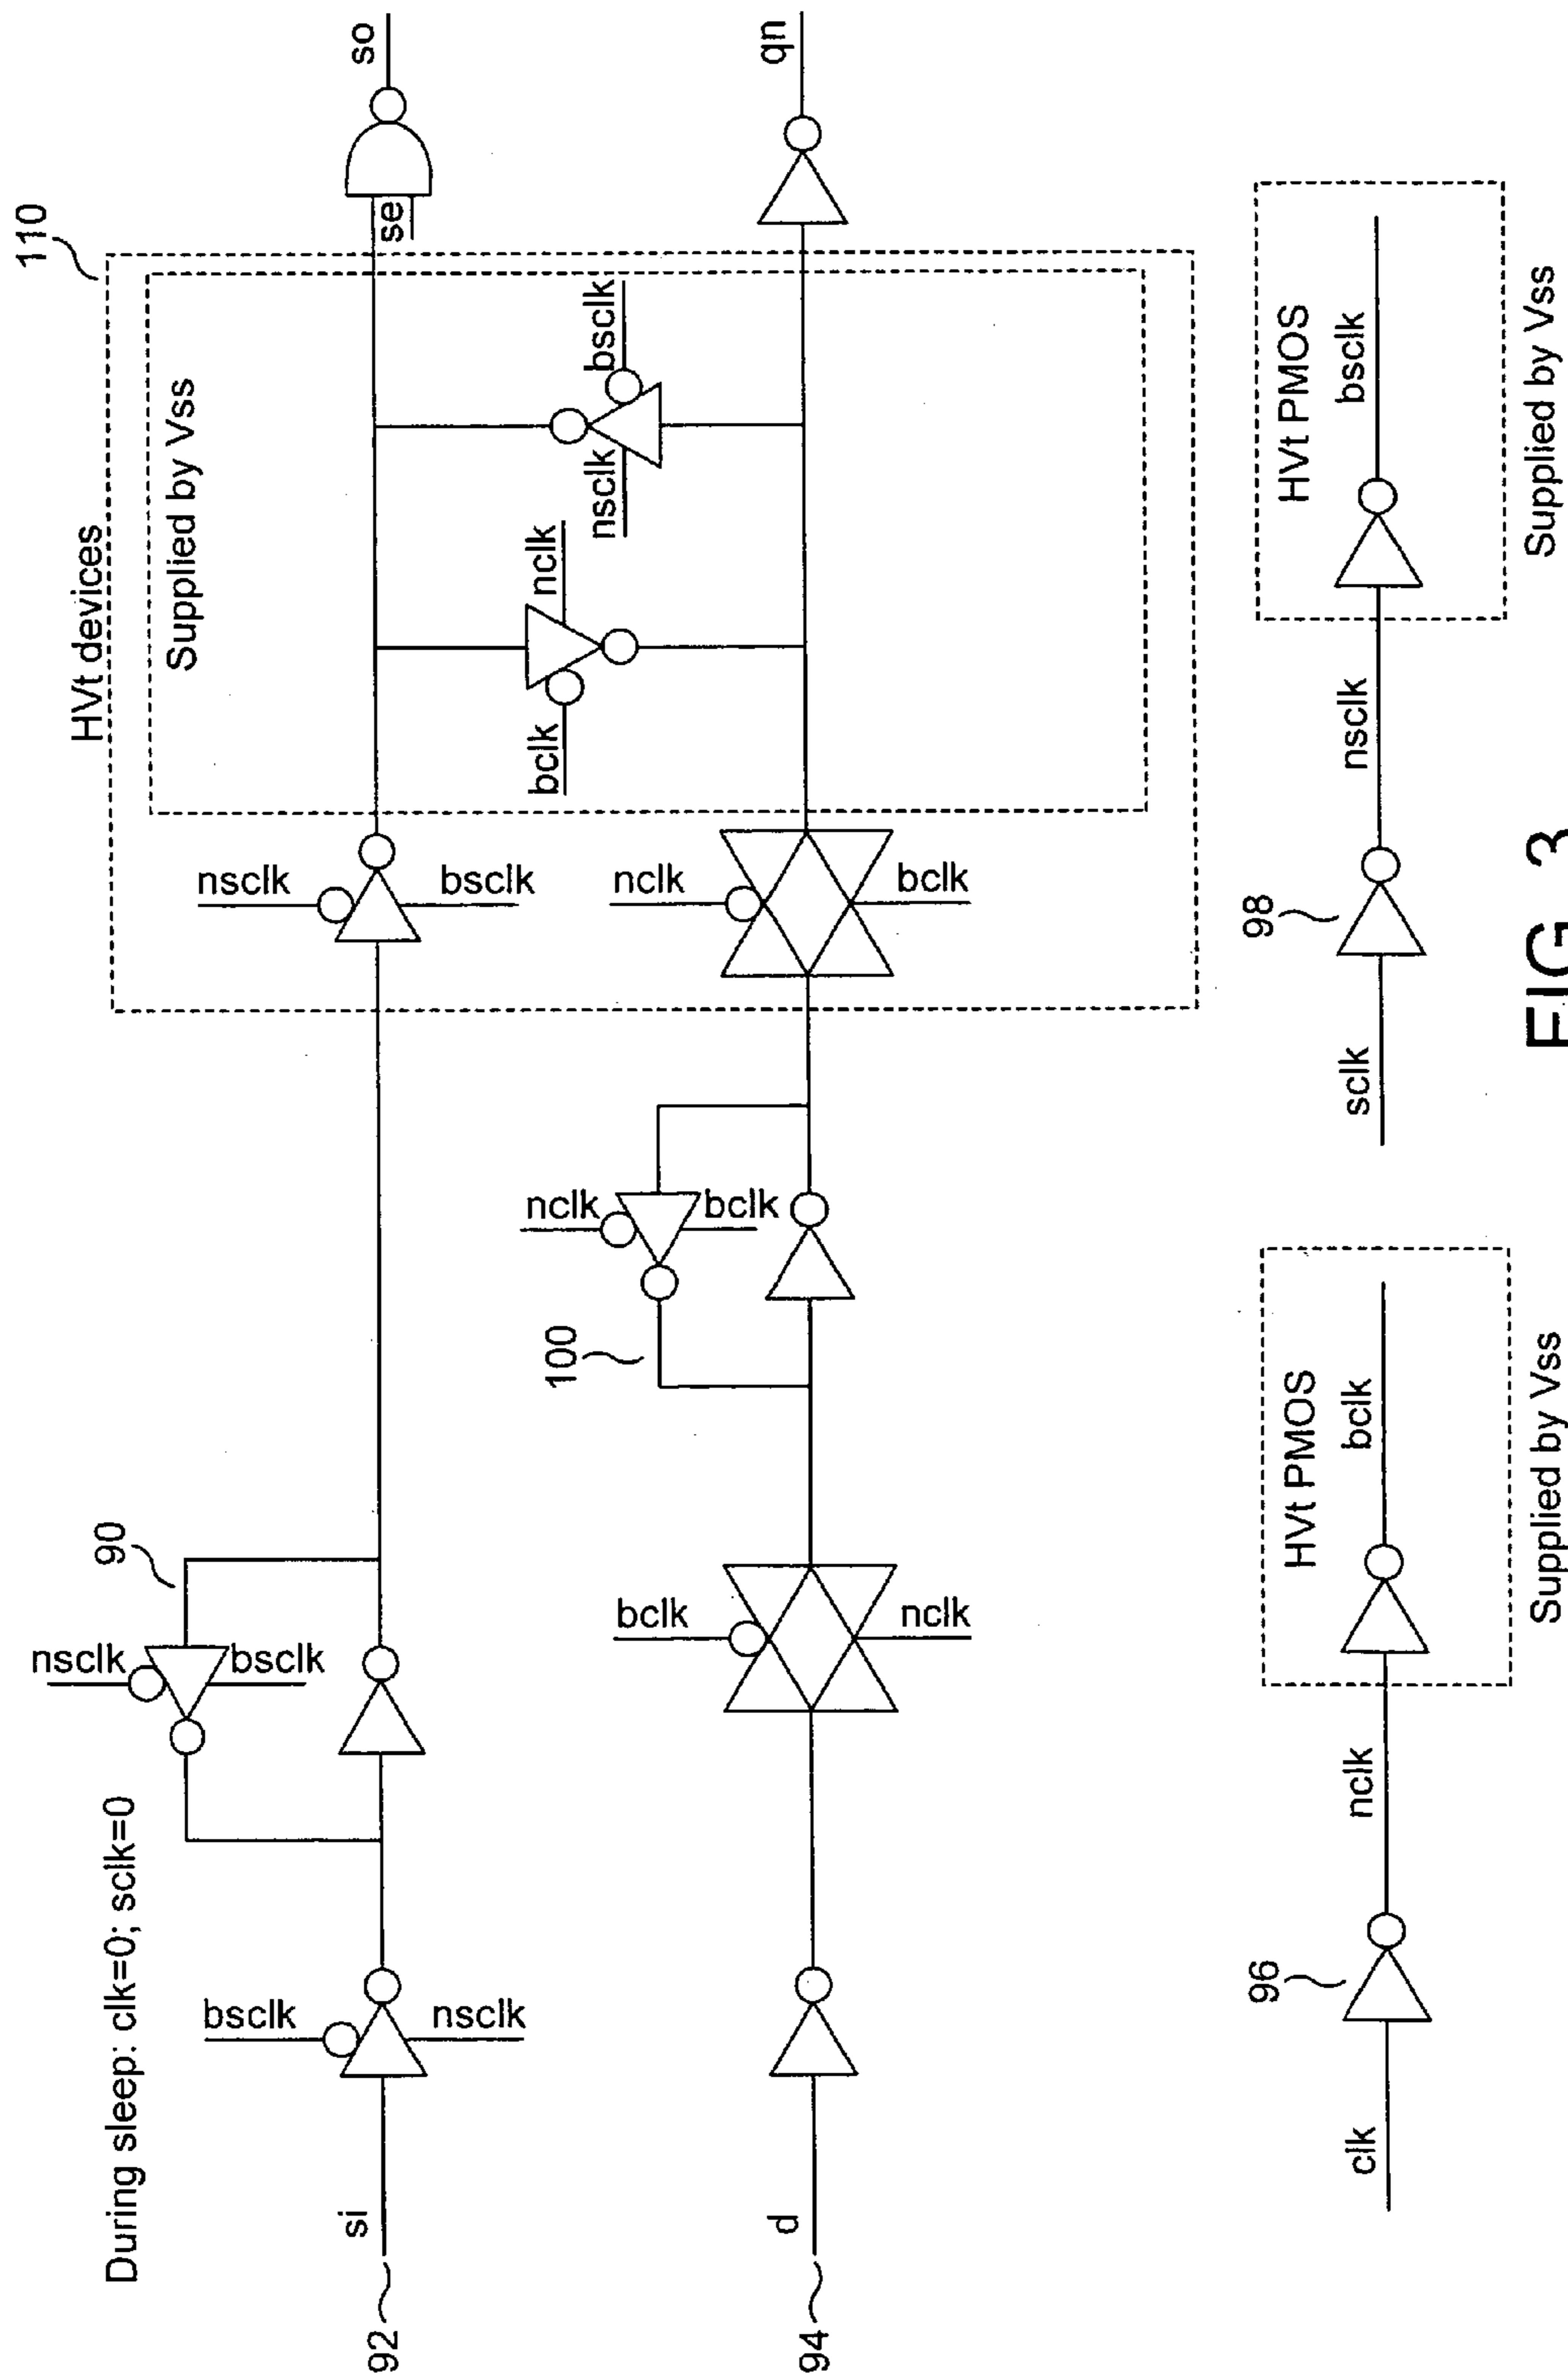 During sleep: clk=0; sclk=0
90
nsclk
bsclk
bsclk
nsclk
si
92
HVt devices
110
Supplied by Vss
nsclk
bsclk
bclk
nclk
nsclk
bsclk
se
so
d
94
bclk
nclk
100
nclk
bclk
nclk
bclk
qn
clk
96
nclk
HVt PMOS
bclk
Supplied by Vss
sclk
98
nsclk
HVt PMOS
bsclk
Supplied by Vss
FIG. 3